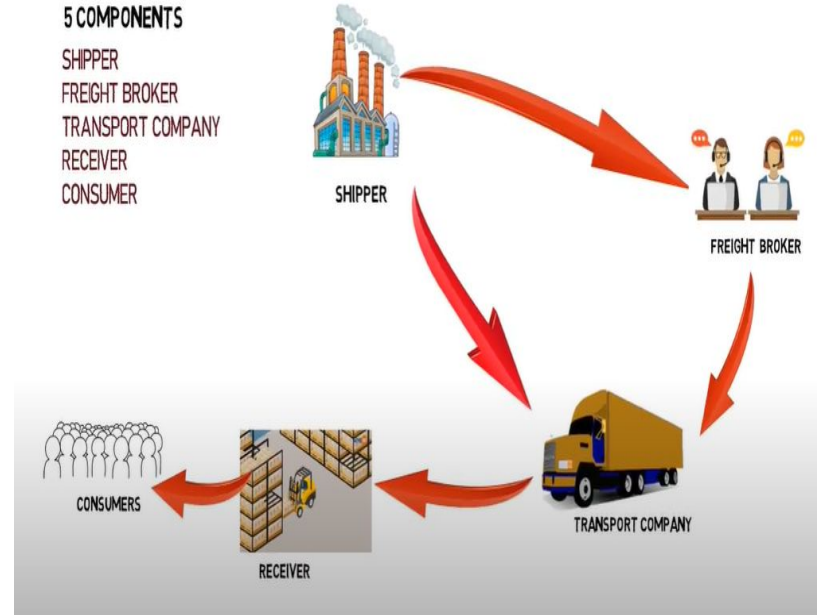 5 COMPONENTS
SHIPPER
FREIGHT BROKER
TRANSPORT COMPANY
RECEIVER
CONSUMER
SHIPPER
FREIGHT BROKER
TRANSPORT COMPANY
CONSUMERS
RECEIVER